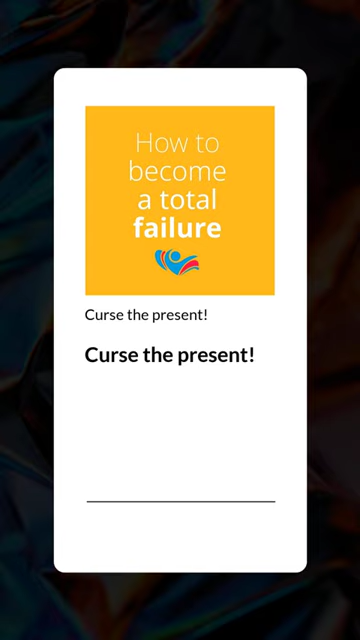 How to
become
a total
failure
Curse the present!
Curse the present!